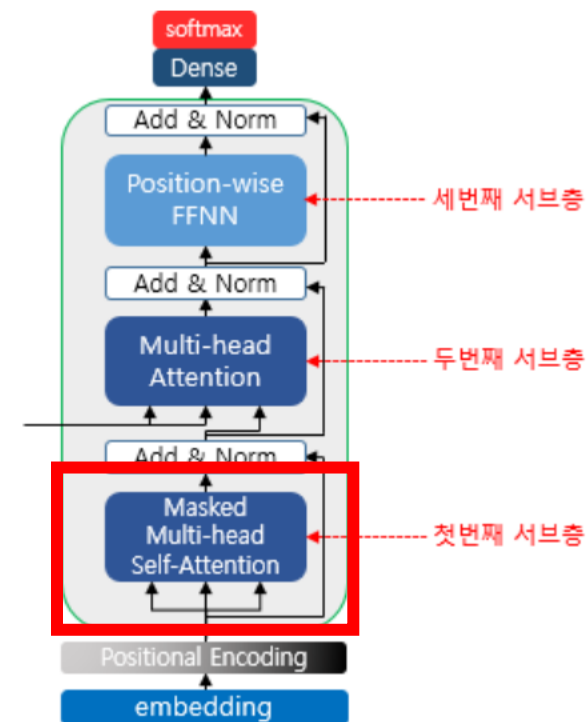 softmax
Dense
Add & Norm
Position-wise
FFNN
세번째 서브층
Add & Norm
Multi-head
Attention
두번째 서브층
Add & Norm
Masked
Multi-head
Self-Attention
첫번째 서브층
Positional Encoding
embedding